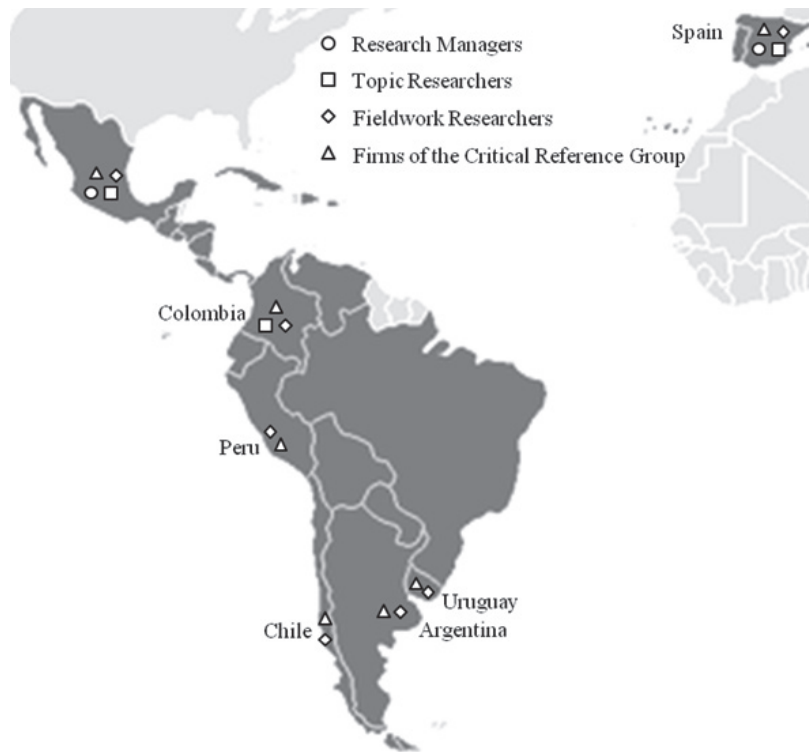 Spain
Research Managers
Topic Researchers
Fieldwork Researchers
Firms of the Critical Reference Group
Colombia
Peru
Uruguay
Chile
Argentina